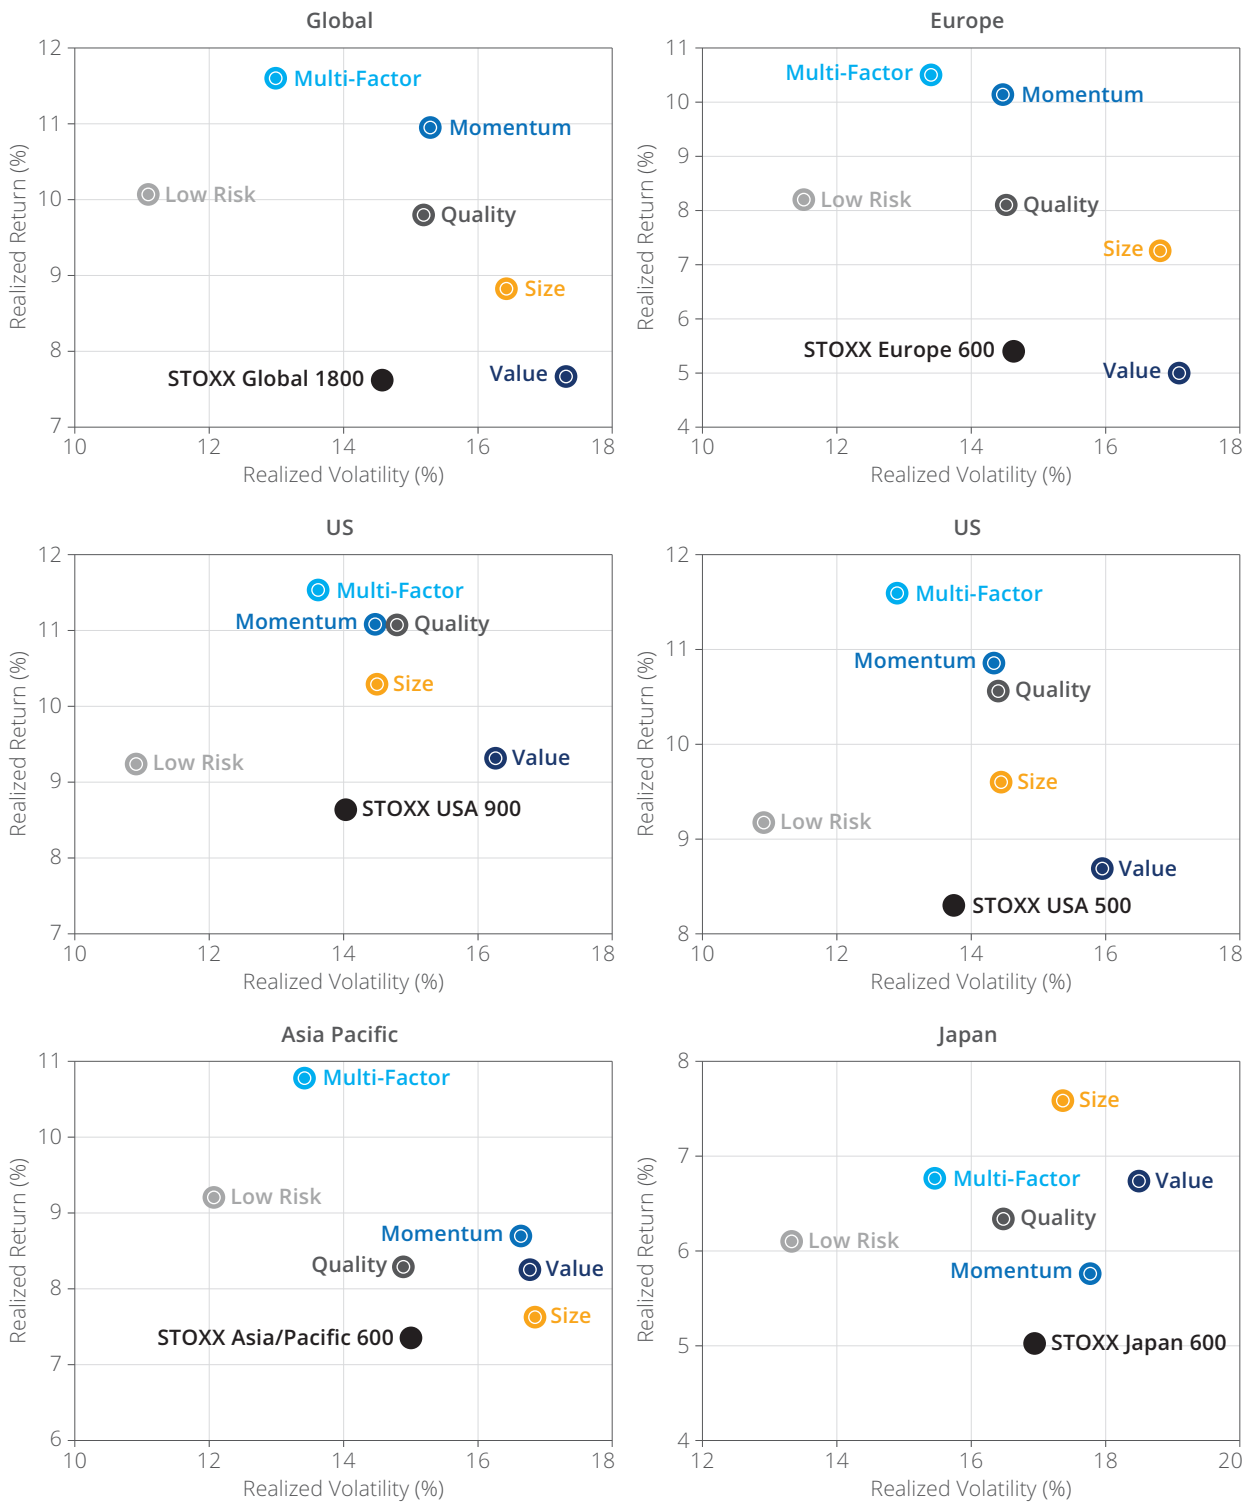 Global
12
11
10
9
8
7
Realized Return (%)
Multi-Factor
Momentum
Low Risk
Quality
Size
Value
STOXX Global 1800
10 12 14 16 18
Realized Volatility (%)
Europe
11
10
9
8
7
6
5
4
Realized Return (%)
Multi-Factor
Momentum
Low Risk
Quality
Size
STOXX Europe 600
Value
10 12 14 16 18
Realized Volatility (%)
US
12
11
10
9
8
7
Realized Return (%)
Multi-Factor
Momentum
Quality
Size
Low Risk
Value
STOXX USA 900
10 12 14 16 18
Realized Volatility (%)
US
12
11
10
9
8
Realized Return (%)
Multi-Factor
Momentum
Quality
Size
Low Risk
Value
STOXX USA 500
10 12 14 16 18
Realized Volatility (%)
Asia Pacific
11
10
9
8
7
6
Realized Return (%)
Multi-Factor
Low Risk
Momentum
Quality
Value
Size
STOXX Asia/Pacific 600
10 12 14 16 18
Realized Volatility (%)
Japan
8
7
6
5
4
Realized Return (%)
Size
Multi-Factor
Value
Quality
Low Risk
Momentum
STOXX Japan 600
12 14 16 18 20
Realized Volatility (%)